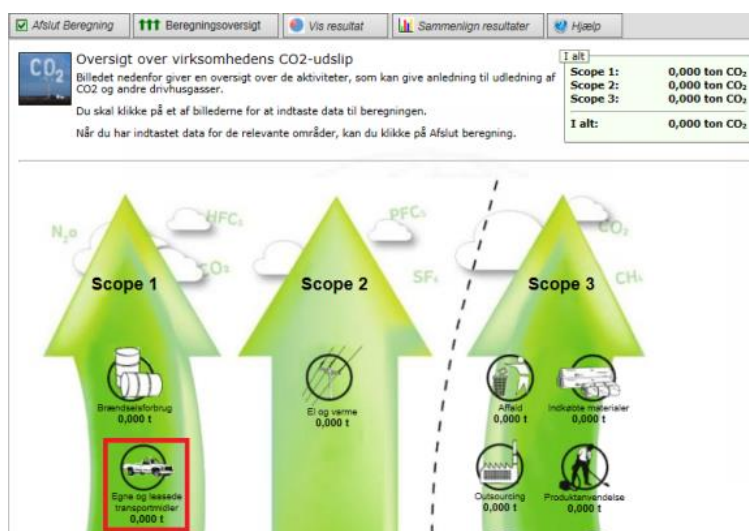 Afslut Beregning
Beregningsoversigt
Vis resultat
Sammenlign resultater
Hjælp
CO2
Oversigt over virksomhedens CO2-udslip
Billedet nedenfor giver en oversigt over de aktiviteter, som kan give anledning til udledning af
CO2 og andre drivhusgasser.
Du skal klikke på et af billederne for at indtaste data til beregningen.
Når du har indtastet data for de relevante områder, kan du klikke på Afslut beregning.
I alt
Scope 1: 0,000 ton CO₂
Scope 2: 0,000 ton CO₂
Scope 3: 0,000 ton CO₂
I alt: 0,000 ton CO₂
N₂O
HFCs
CO₂
PFCs
SF₆
CO₂
CH₄
Scope 1
Scope 2
Scope 3
Brændselsforbrug
0,000 t
El og varme
0,000 t
Affald
0,000 t
Indkøbte materialer
0,000 t
Egne og leasede
transportmidler
0,000 t
Outsourcing
0,000 t
Produktanvendelse
0,000 t